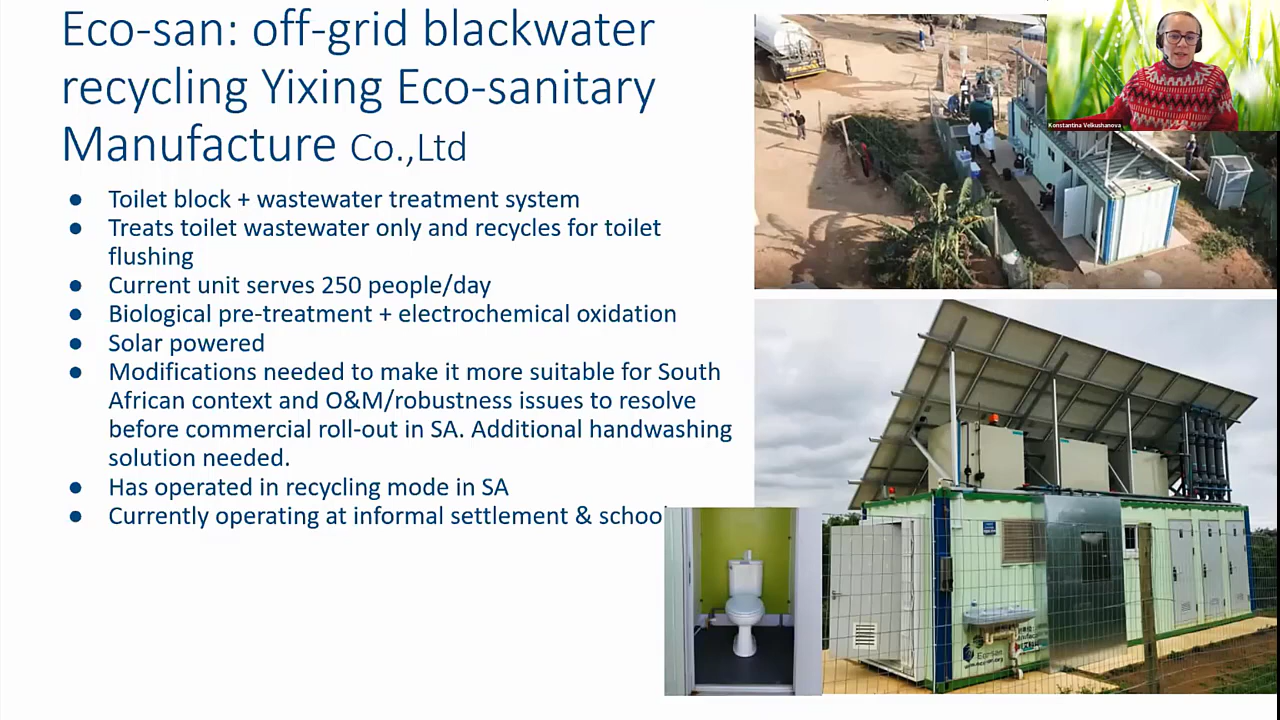 Eco-san: off-grid blackwater
recycling Yixing Eco-sanitary
Manufacture Co.,Ltd
● Toilet block + wastewater treatment system
● Treats toilet wastewater only and recycles for toilet
flushing
● Current unit serves 250 people/day
● Biological pre-treatment + electrochemical oxidation
● Solar powered
● Modifications needed to make it more suitable for South
African context and O&M/robustness issues to resolve
before commercial roll-out in SA. Additional handwashing
solution needed.
● Has operated in recycling mode in SA
● Currently operating at informal settlement & school
Konstantina Velkushanova
Eco-san